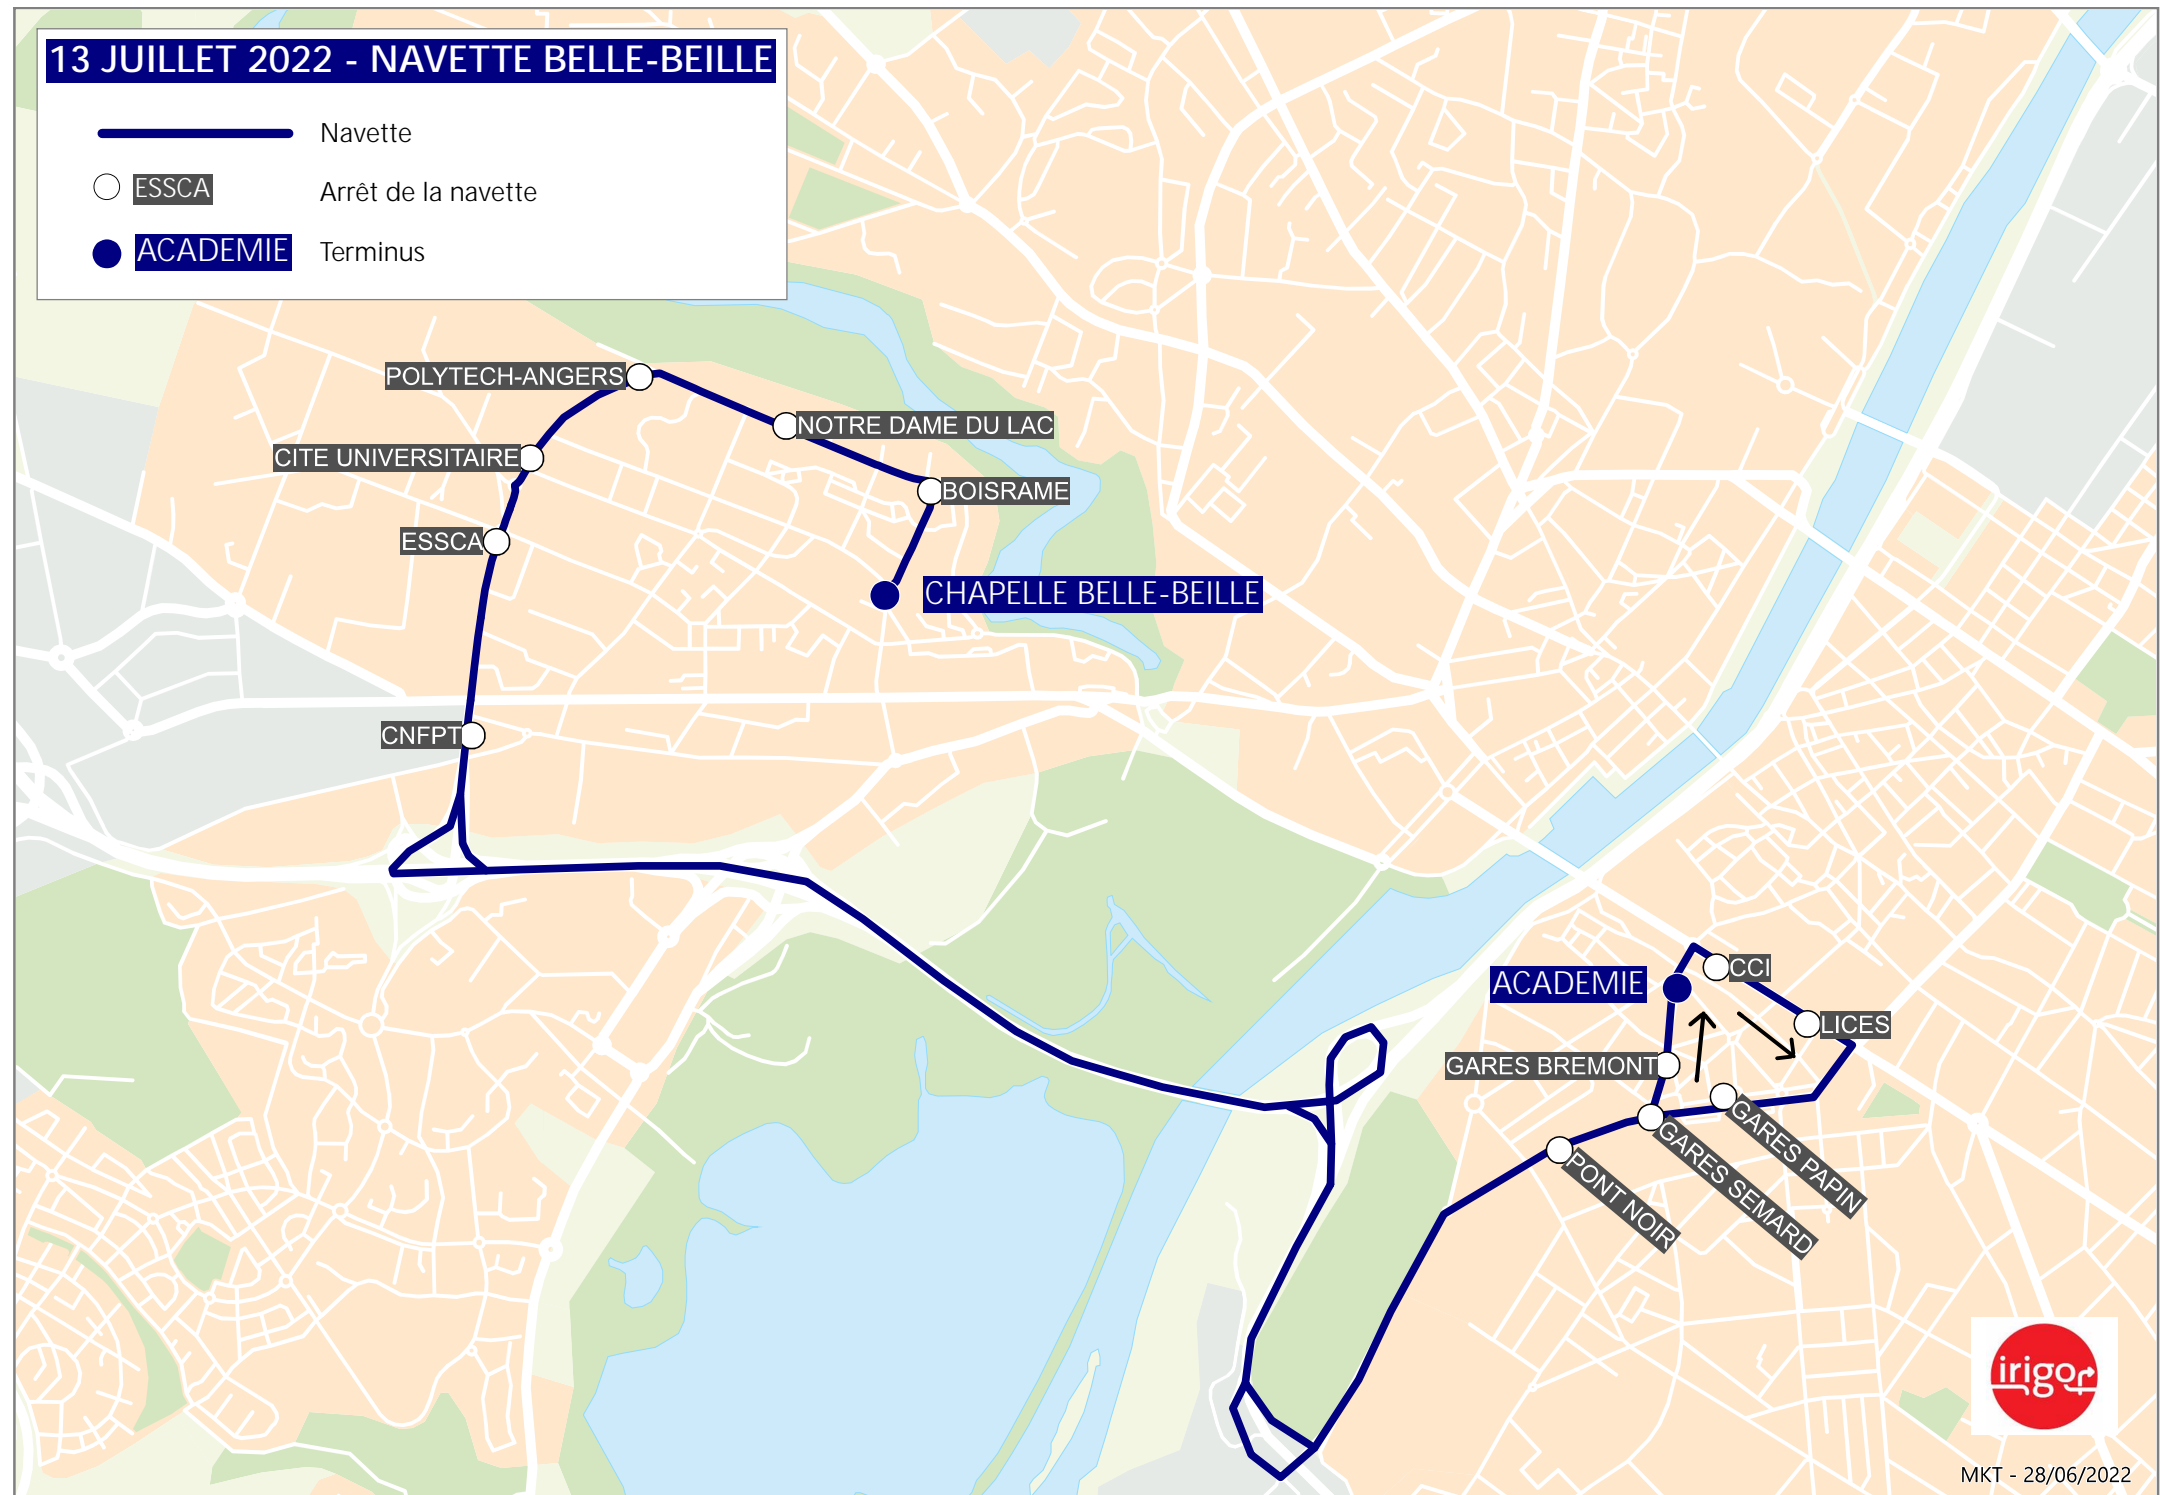 13 JUILLET 2022 - NAVETTE BELLE-BEILLE
Navette
ESSCA
Arrêt de la navette
ACADEMIE
Terminus
POLYTECH-ANGERS
NOTRE DAME DU LAC
CITE UNIVERSITAIRE
BOISRAME
ESSCA
CHAPELLE BELLE-BEILLE
CNFPT
CCI
ACADEMIE
LICES
GARES BREMONT
GARES PAPIN
GARES SEMARD
PONT NOIR
irigo
MKT - 28/06/2022